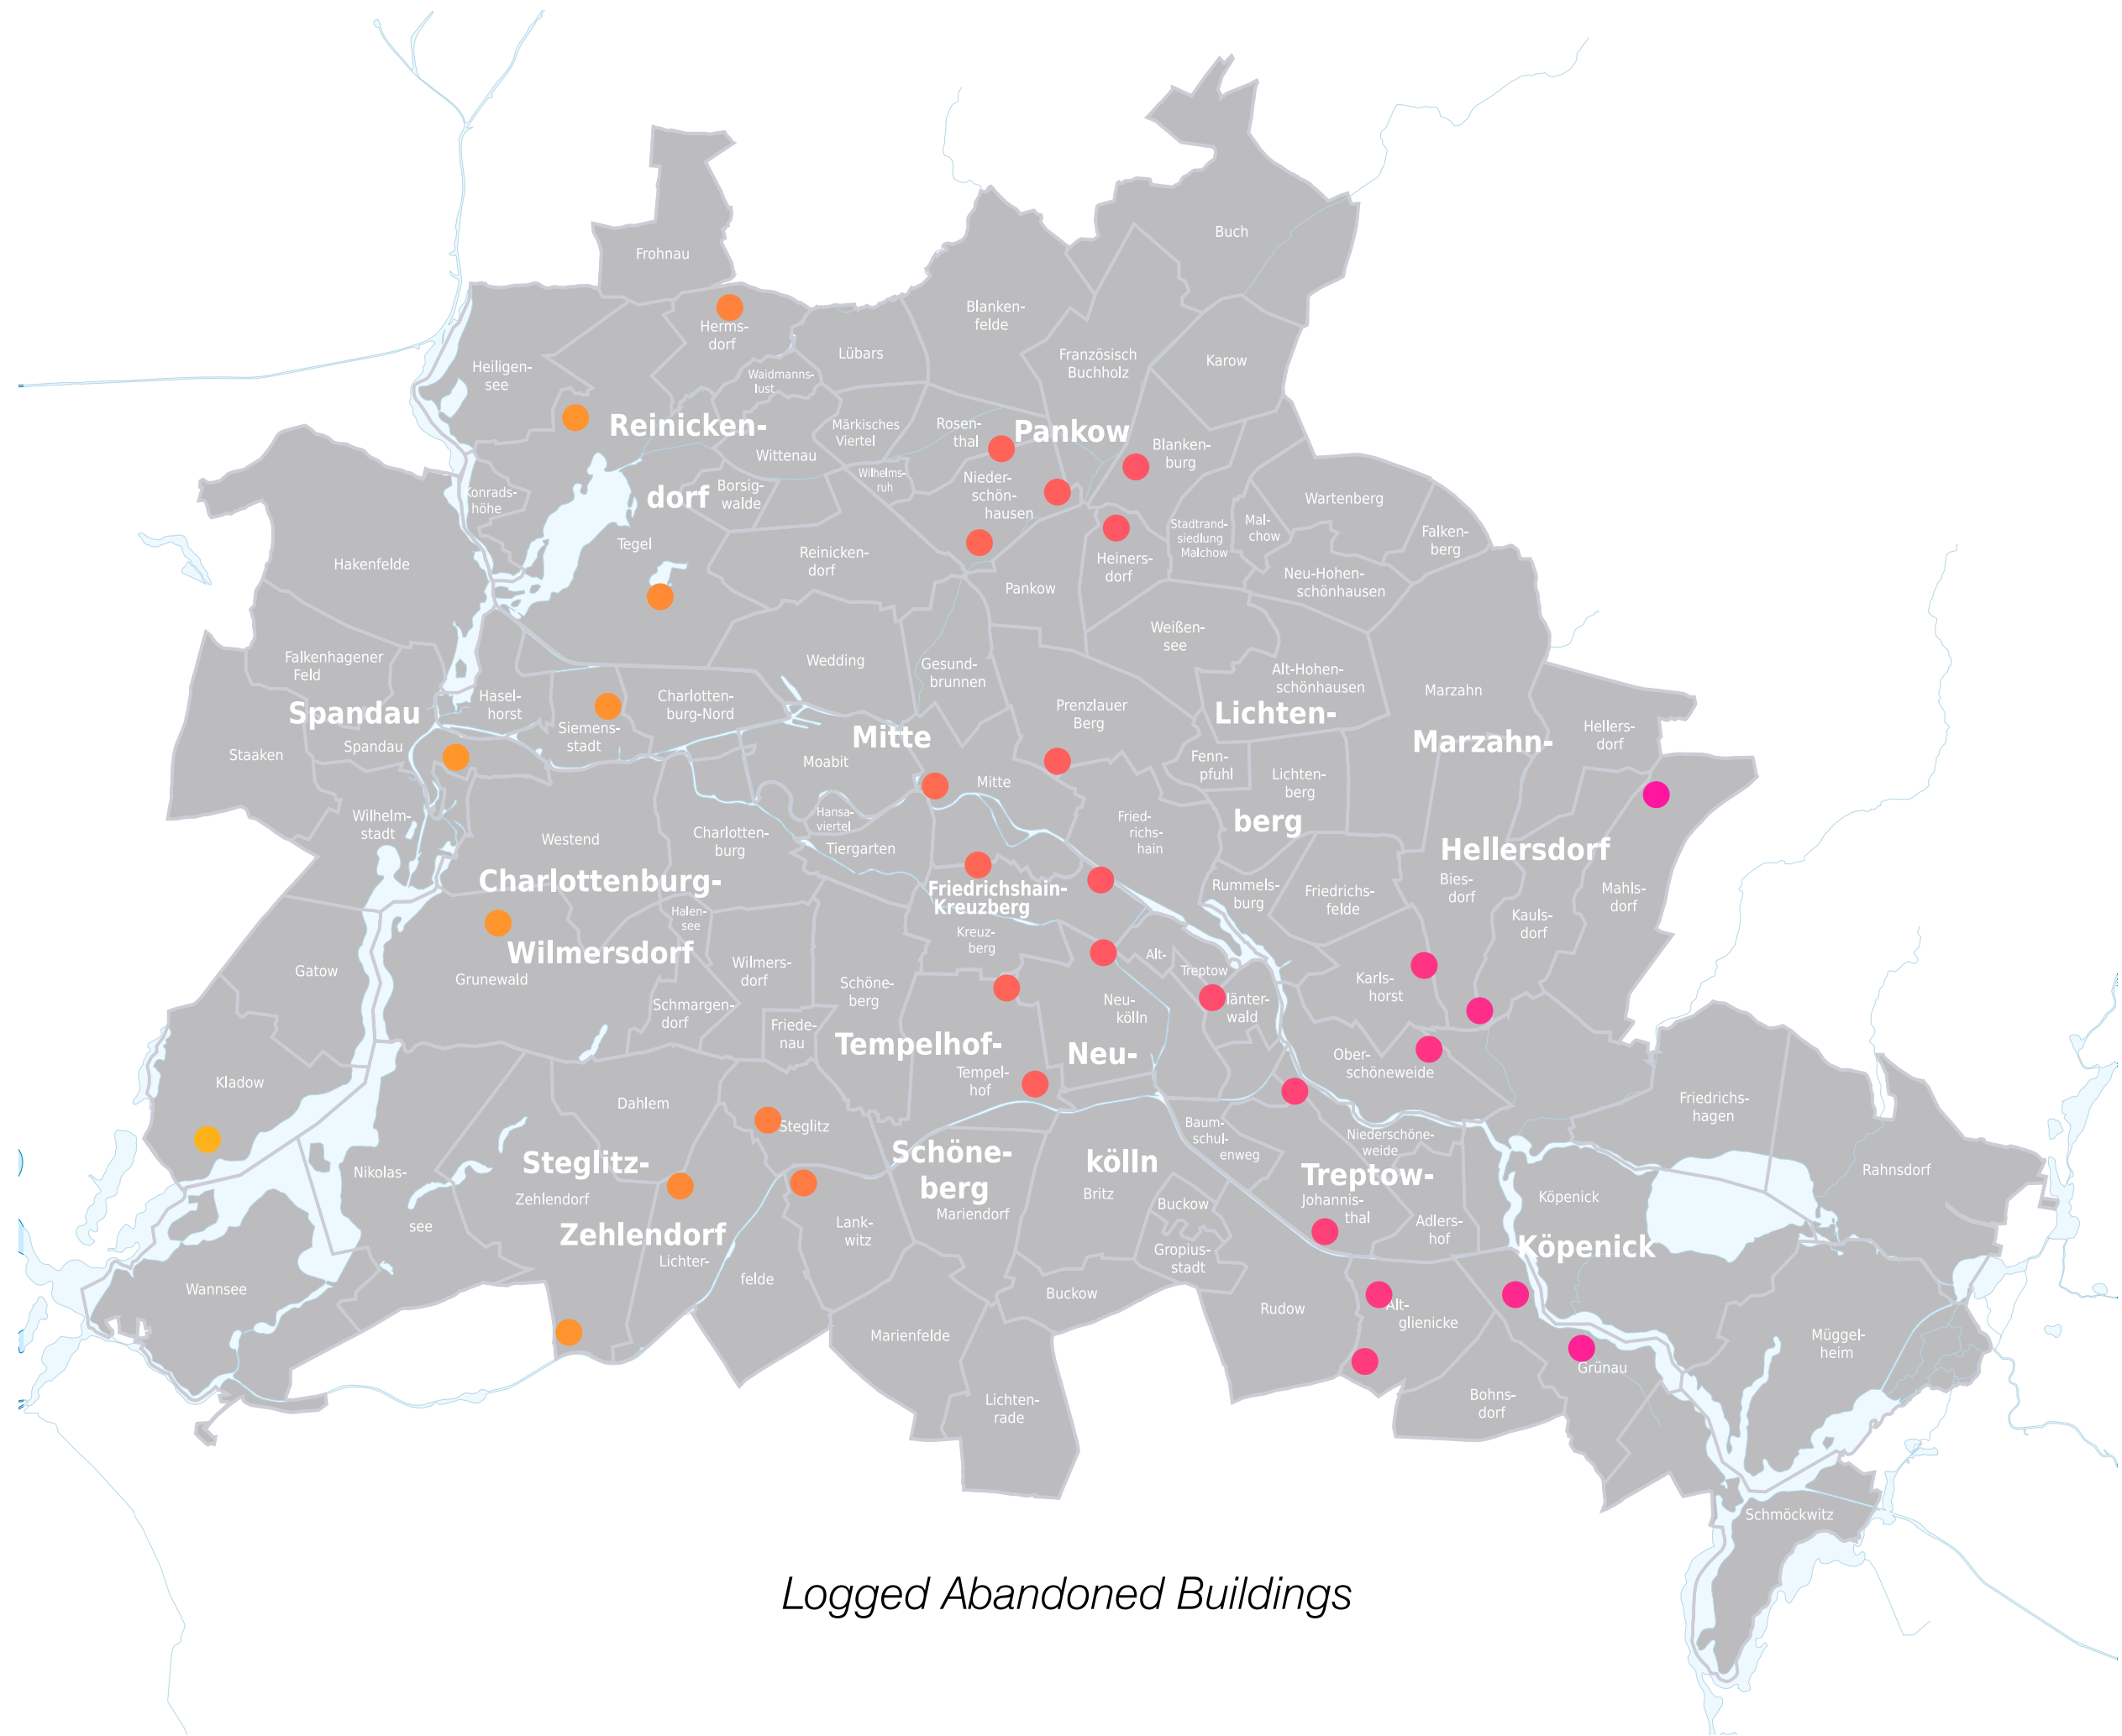 Buch
Frohnau
Blanken-
felde
Herms-
dorf
Lübars
Französisch
Buchholz
Karow
Heiligen-
see
Waidmanns-
lust
Reinicken-
dorf
Märkisches
Viertel
Rosen-
thal
Pankow
Blanken-
burg
Wittenau
Wilhelms-
ruh
Nieder-
schön-
hausen
Konrads-
höhe
Borsig-
walde
Wartenberg
Stadtrand-
siedlung
Malchow
Mal-
chow
Falken-
berg
Tegel
Reinicken-
dorf
Heiners-
dorf
Hakenfelde
Pankow
Neu-Hohen-
schönhausen
Weißen-
see
Falkenhagener
Feld
Wedding
Gesund-
brunnen
Alt-Hohen-
schönhausen
Marzahn
Spandau
Hasel-
horst
Charlotten-
burg-Nord
Prenzlauer
Berg
Lichten-
berg
Siemens-
stadt
Hellers-
dorf
Mitte
Marzahn-
Hellersdorf
Staaken
Spandau
Moabit
Mitte
Fenn-
pfuhl
Lichten-
berg
Wilhelm-
stadt
Westend
Charlotten-
burg
Hansa-
viertel
Tiergarten
Fried-
richs-
hain
Charlottenburg-
Wilmersdorf
Friedrichshain-
Kreuzberg
Rummels-
burg
Friedrichs-
felde
Bies-
dorf
Mahls-
dorf
Halen-
see
Kauls-
dorf
Kreuz-
berg
Gatow
Grunewald
Wilmers-
dorf
Schöne-
berg
Alt-
Treptow
Karls-
horst
Schmargen-
dorf
Neu-
kölln
länter-
wald
Friede-
nau
Tempelhof-
Schöne-
berg
Neu-
kölln
Kladow
Tempel-
hof
Ober-
schöneweide
Dahlem
Steglitz
Friedrichs-
hagen
Baum-
schul-
enweg
Niederschöne-
weide
Steglitz-
Zehlendorf
Nikolas-
see
Zehlendorf
Treptow-
Köpenick
Rahnsdorf
Britz
Buckow
Johannis-
thal
Köpenick
Mariendorf
Lank-
witz
Adlers-
hof
Lichter-
felde
Gropius-
stadt
Wannsee
Buckow
Rudow
Alt-
glienicke
Marienfelde
Müggel-
heim
Grünau
Lichten-
rade
Bohns-
dorf
Schmöckwitz
Logged Abandoned Buildings